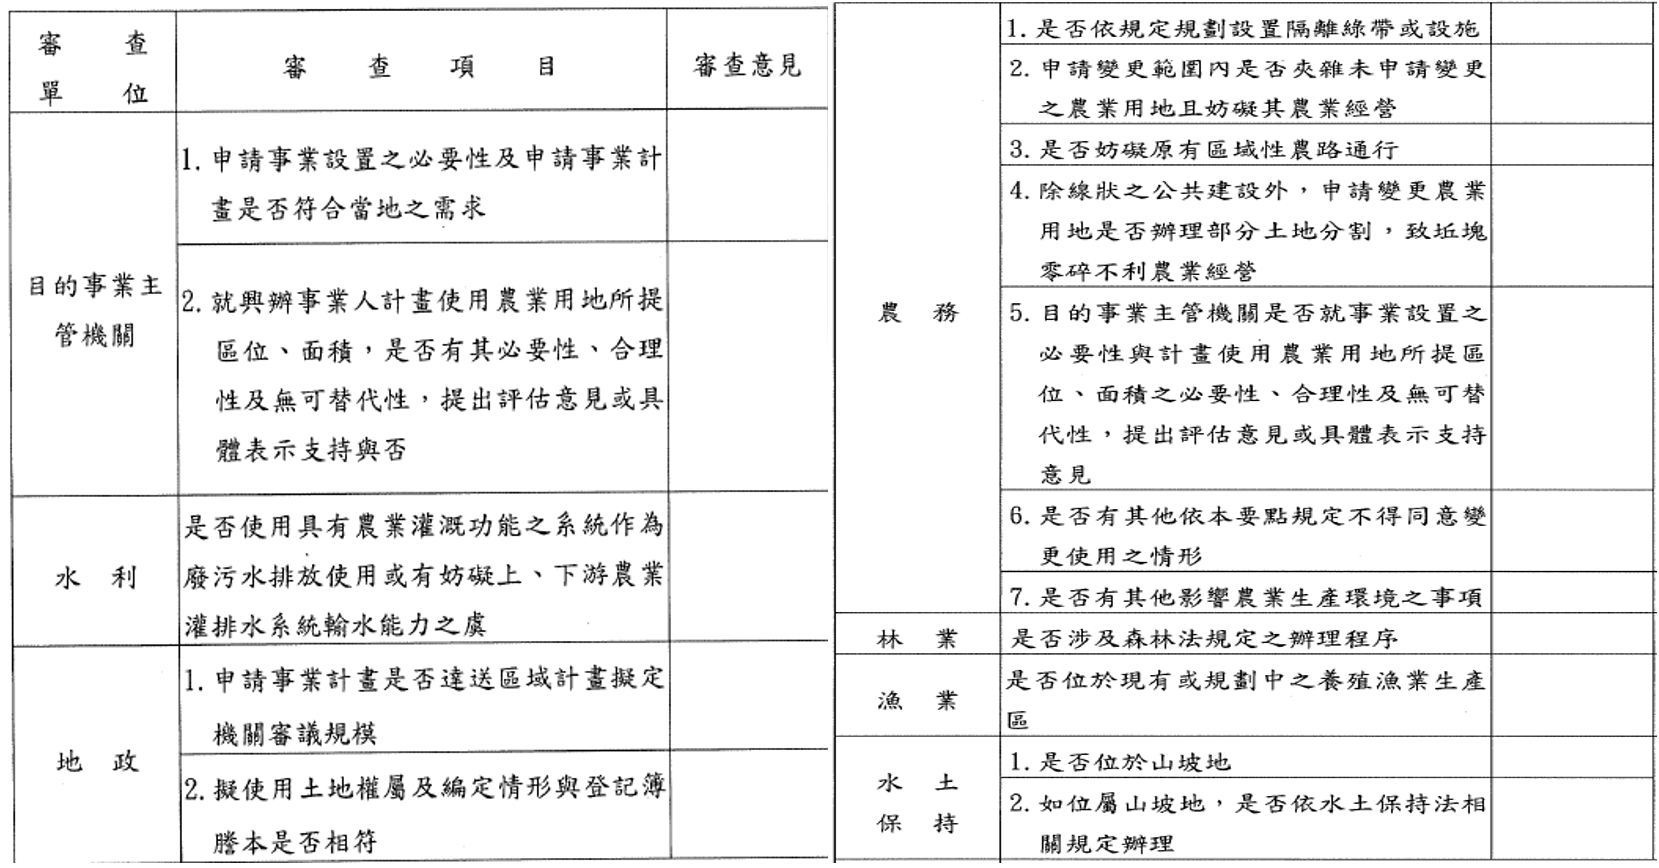 審查
單位
審查項目
審查意見
目的事業主
管機關
1.申請事業設置之必要性及申請事業計
畫是否符合當地之需求
2.就興辦事業人計畫使用農業用地所提
區位、面積，是否有其必要性、合理
性及無可替代性，提出評估意見或具
體表示支持與否
水利
是否使用具有農業灌溉功能之系統作為
廢污水排放使用或有妨礙上、下游農業
灌排水系統輸水能力之虞
地政
1.申請事業計畫是否達送區域計畫擬定
機關審議規模
2.擬使用土地權屬及編定情形與登記簿
謄本是否相符
農務
1.是否依規定規劃設置隔離綠帶或設施
2.申請變更範圍內是否夾雜未申請變更
之農業用地且妨礙其農業經營
3.是否妨礙原有區域性農路通行
4.除線狀之公共建設外，申請變更農業
用地是否辦理部分土地分割，致坵塊
零碎不利農業經營
5.目的事業主管機關是否就事業設置之
必要性與計畫使用農業用地所提區
位、面積之必要性、合理性及無可替
代性，提出評估意見或具體表示支持
意見
6.是否有其他依本要點規定不得同意變
更使用之情形
7.是否有其他影響農業生產環境之事項
林業
是否涉及森林法規定之辦理程序
漁業
是否位於現有或規劃中之養殖漁業生產
區
水土
保持
1.是否位於山坡地
2.如位屬山坡地，是否依水土保持法相
關規定辦理